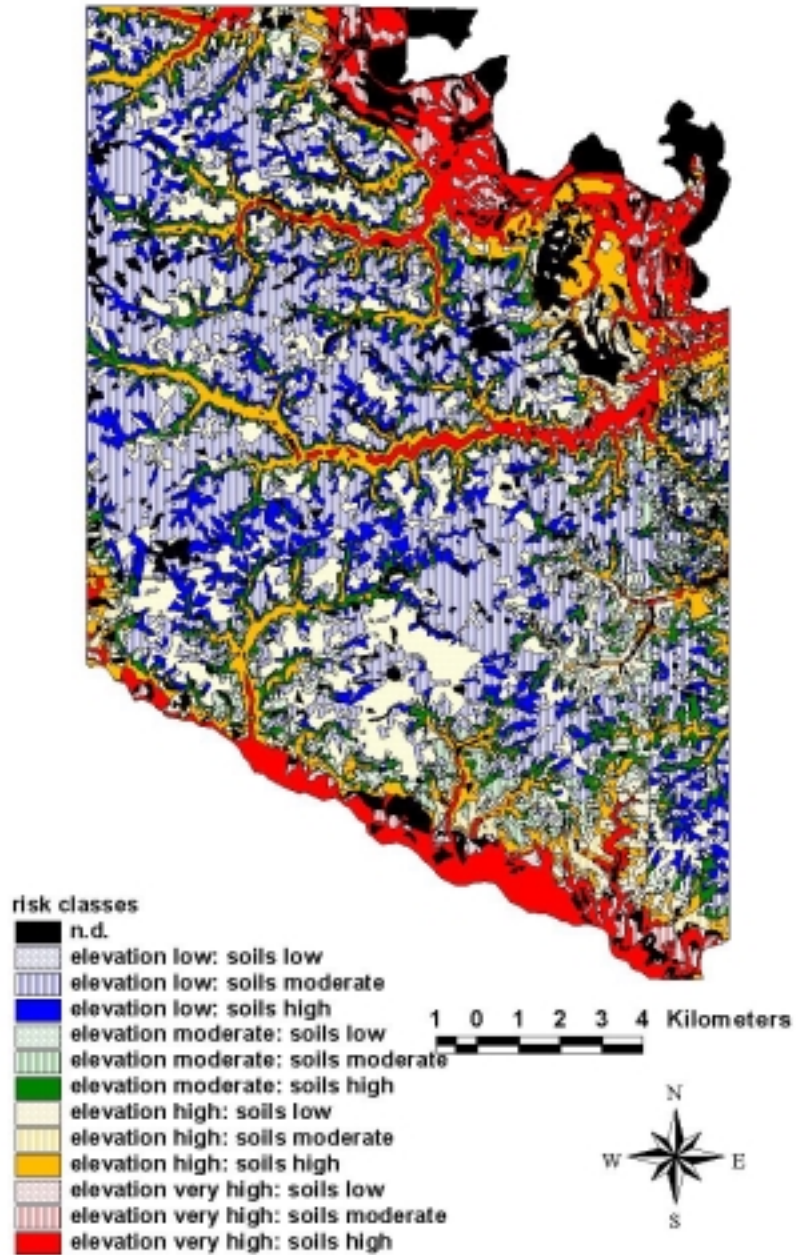 risk classes
n.d.
elevation low: soils low
elevation low: soils moderate
elevation low: soils high
elevation moderate: soils low
elevation moderate: soils moderate
elevation moderate: soils high
elevation high: soils low
elevation high: soils moderate
elevation high: soils high
elevation very high: soils low
elevation very high: soils moderate
elevation very high: soils high
1 0 1 2 3 4 Kilometers
N
W E
S